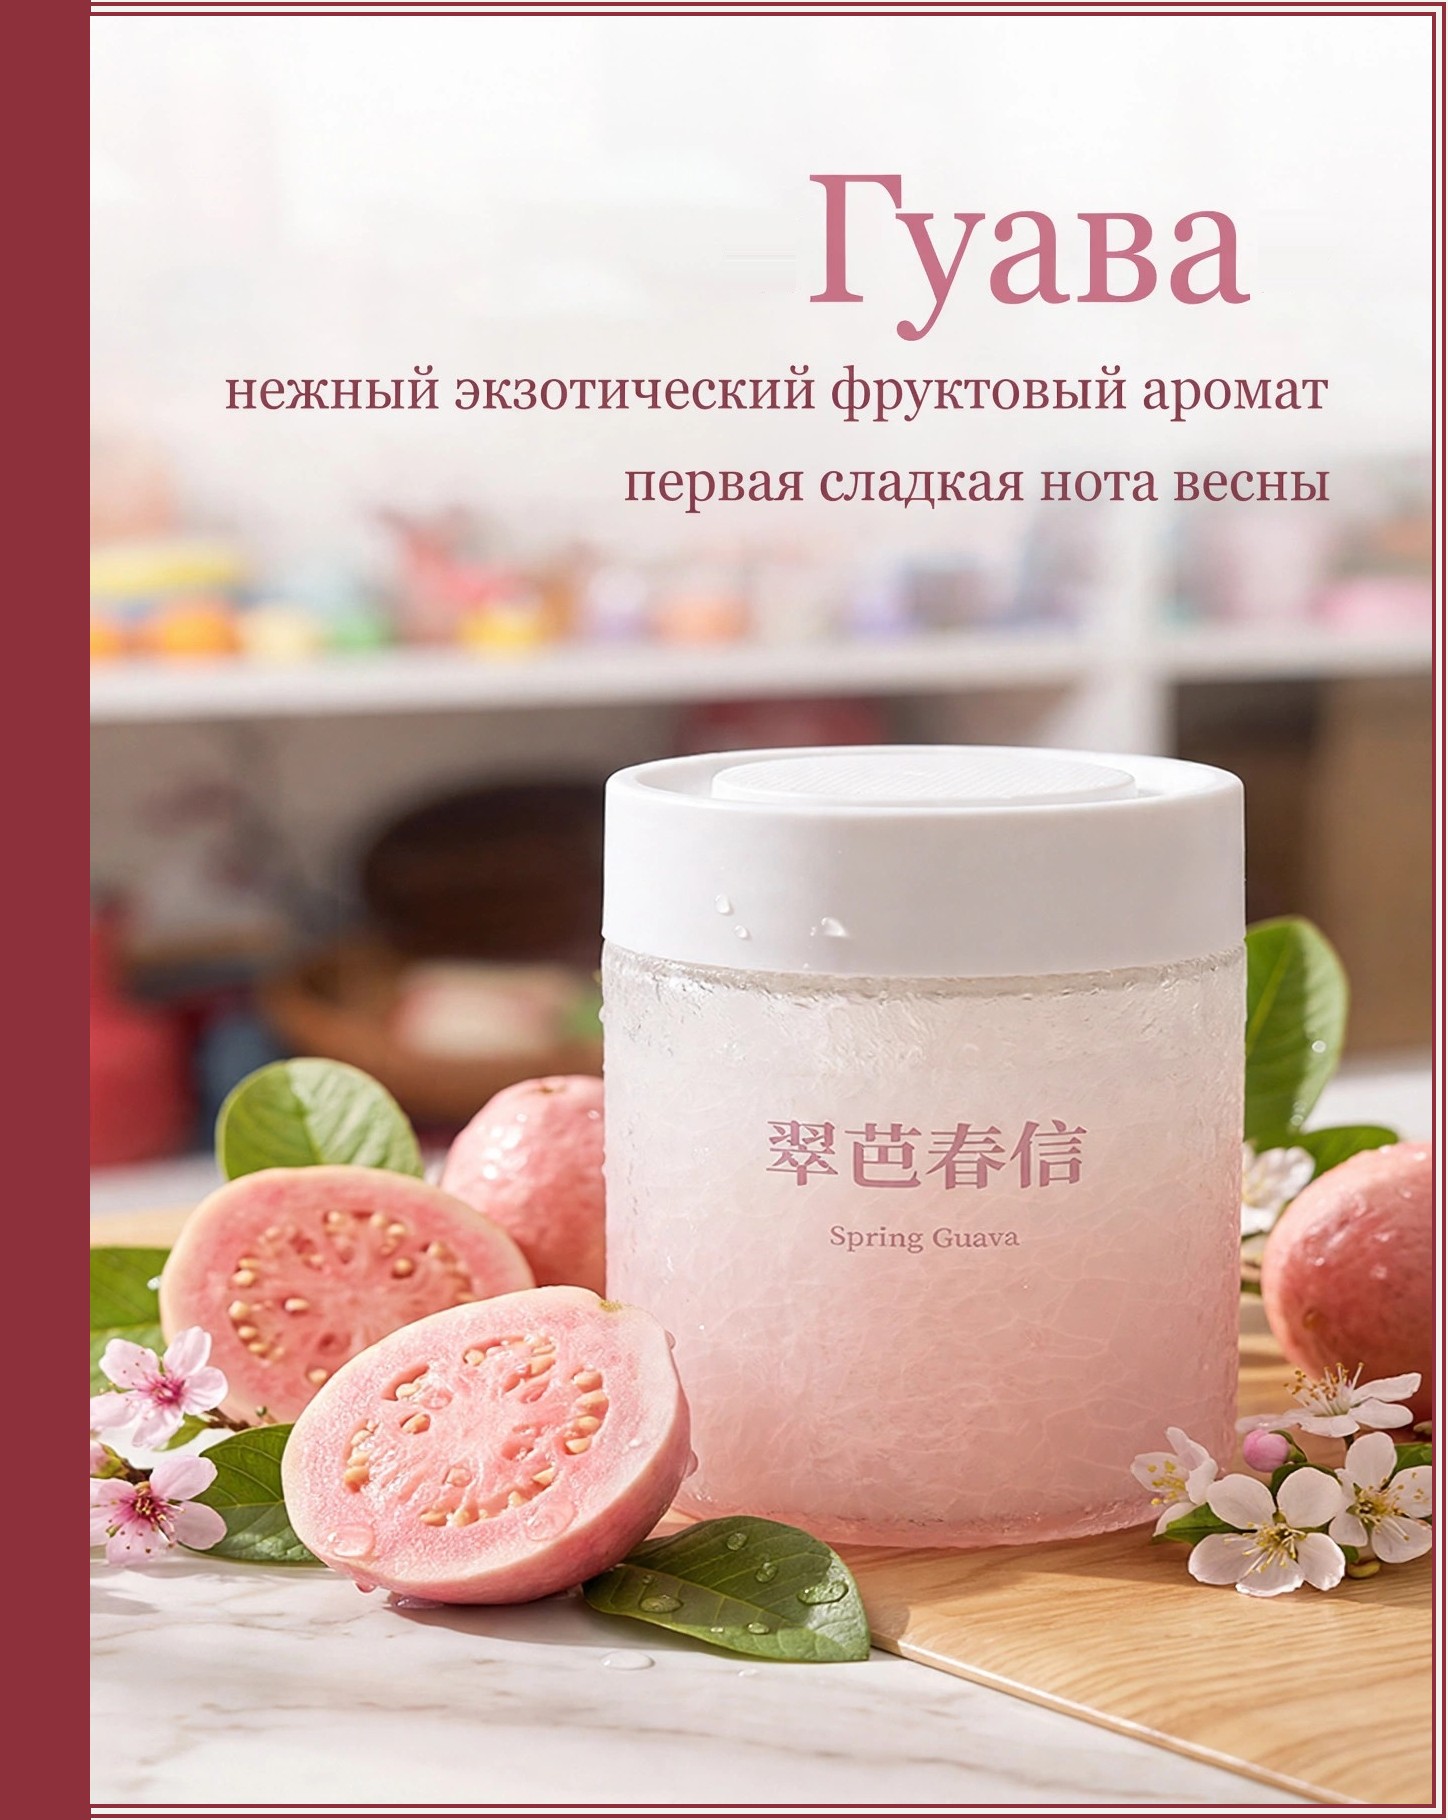 Гуава
нежный экзотический фруктовый аромат
первая сладкая нота весны
翠芭春信
Spring Guava